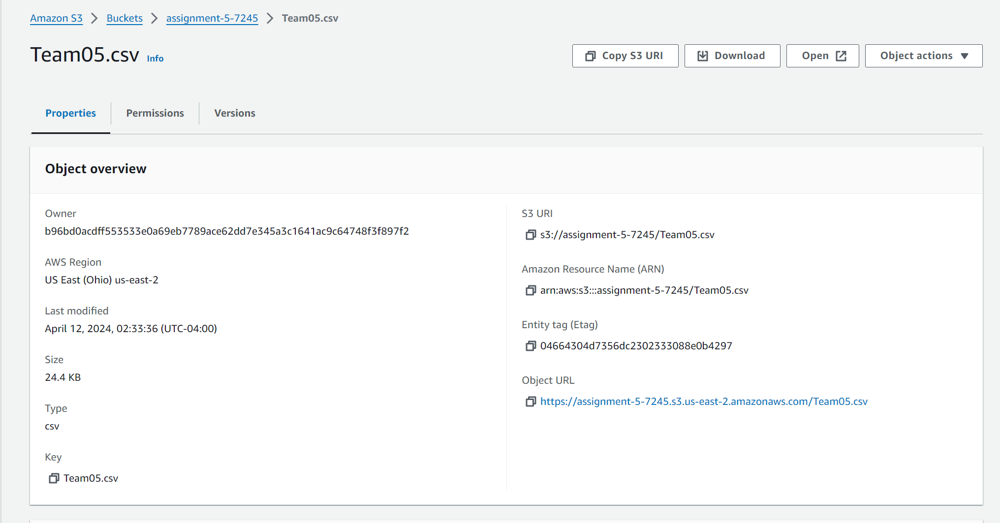 Amazon S3 > Buckets > assignment-5-7245 > Team05.csv
Team05.csv Info
Copy S3 URI
Download
Open
Object actions
Properties
Permissions
Versions
Object overview
Owner
b96bd0acdff553533e0a69eb7789ace62dd7e345a3c1641ac9c64748f3f897f2
AWS Region
US East (Ohio) us-east-2
Last modified
April 12, 2024, 02:33:36 (UTC-04:00)
Size
24.4 KB
Type
csv
Key
Team05.csv
S3 URI
s3://assignment-5-7245/Team05.csv
Amazon Resource Name (ARN)
arn:aws:s3:::assignment-5-7245/Team05.csv
Entity tag (Etag)
04664304d7356dc2302333088e0b4297
Object URL
https://assignment-5-7245.s3.us-east-2.amazonaws.com/Team05.csv